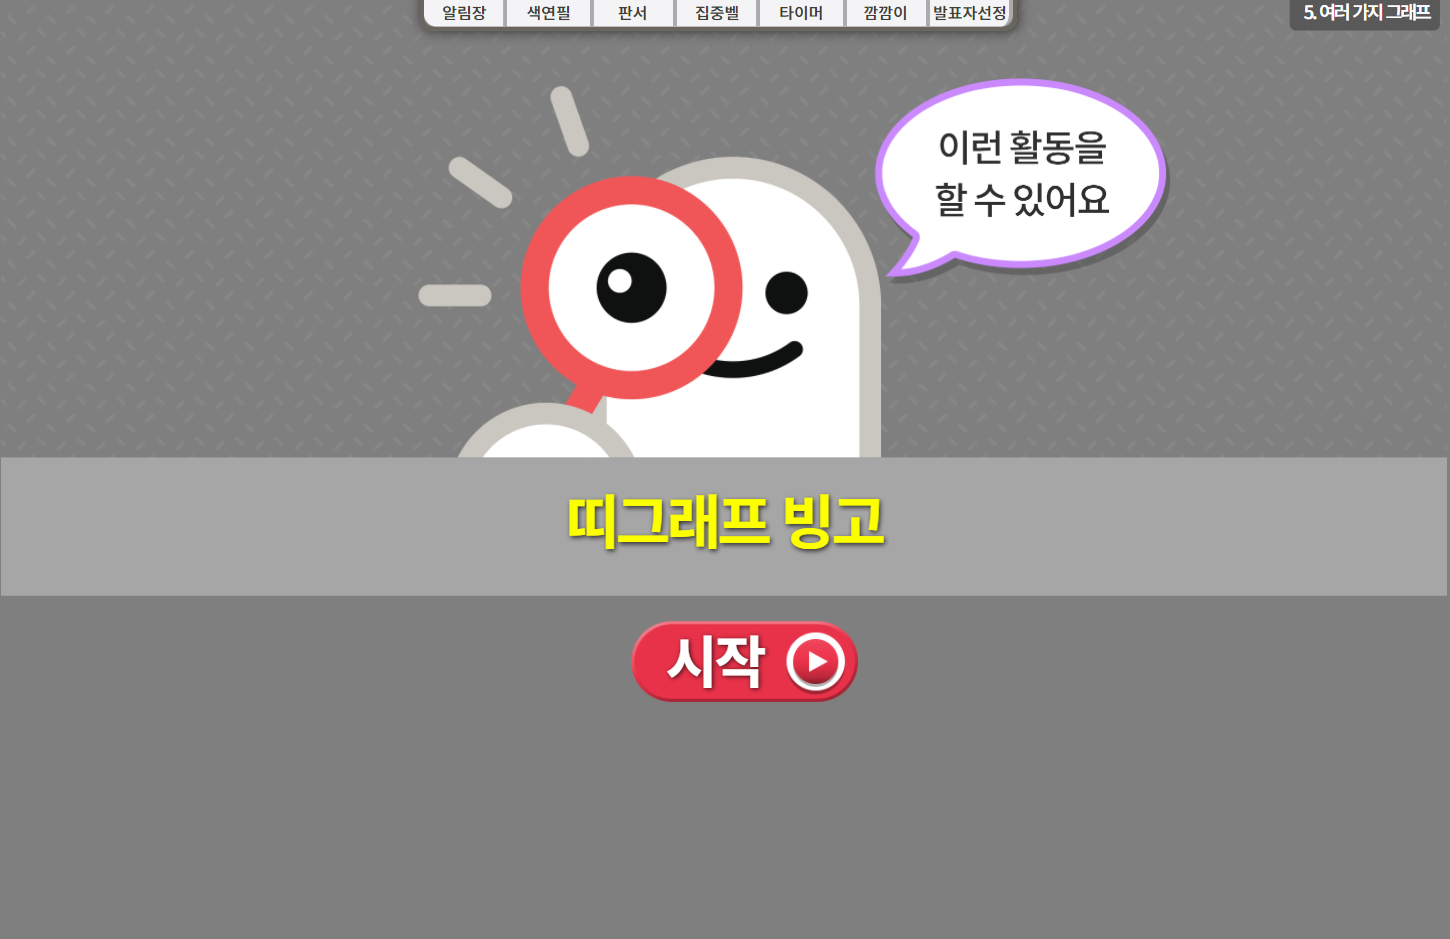 알림장 색연필 판서 집중벨 타이머 깜깜이 발표자선정
5. 여러 가지 그래프
이런 활동을
할 수 있어요
띠그래프 빙고
시작